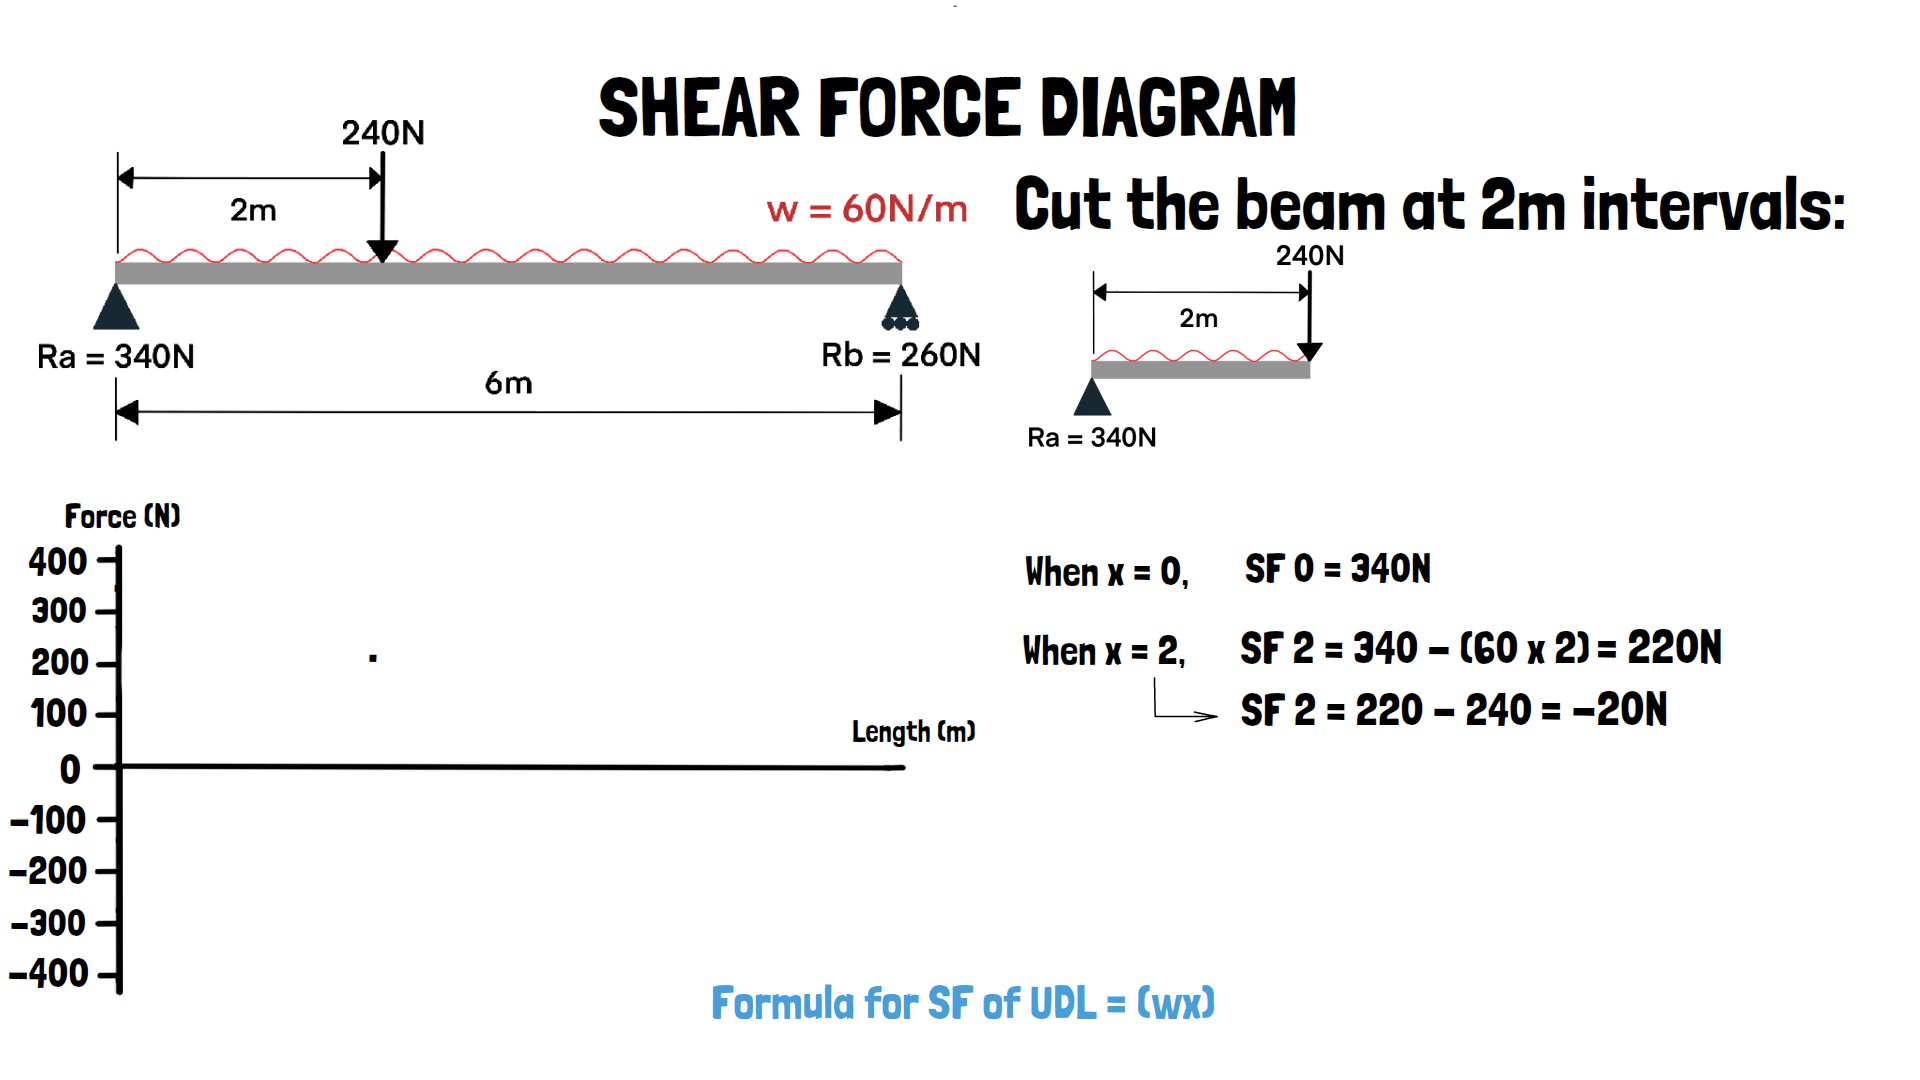 SHEAR FORCE DIAGRAM
240N
2m
w = 60N/m
Ra = 340N
Rb = 260N
6m
Cut the beam at 2m intervals:
240N
2m
Ra = 340N
Force (N)
400
300
200
100
0
-100
-200
-300
-400
Length (m)
When x = 0, SF 0 = 340N
When x = 2, SF 2 = 340 - (60 x 2) = 220N
SF 2 = 220 - 240 = -20N
Formula for SF of UDL = (wx)